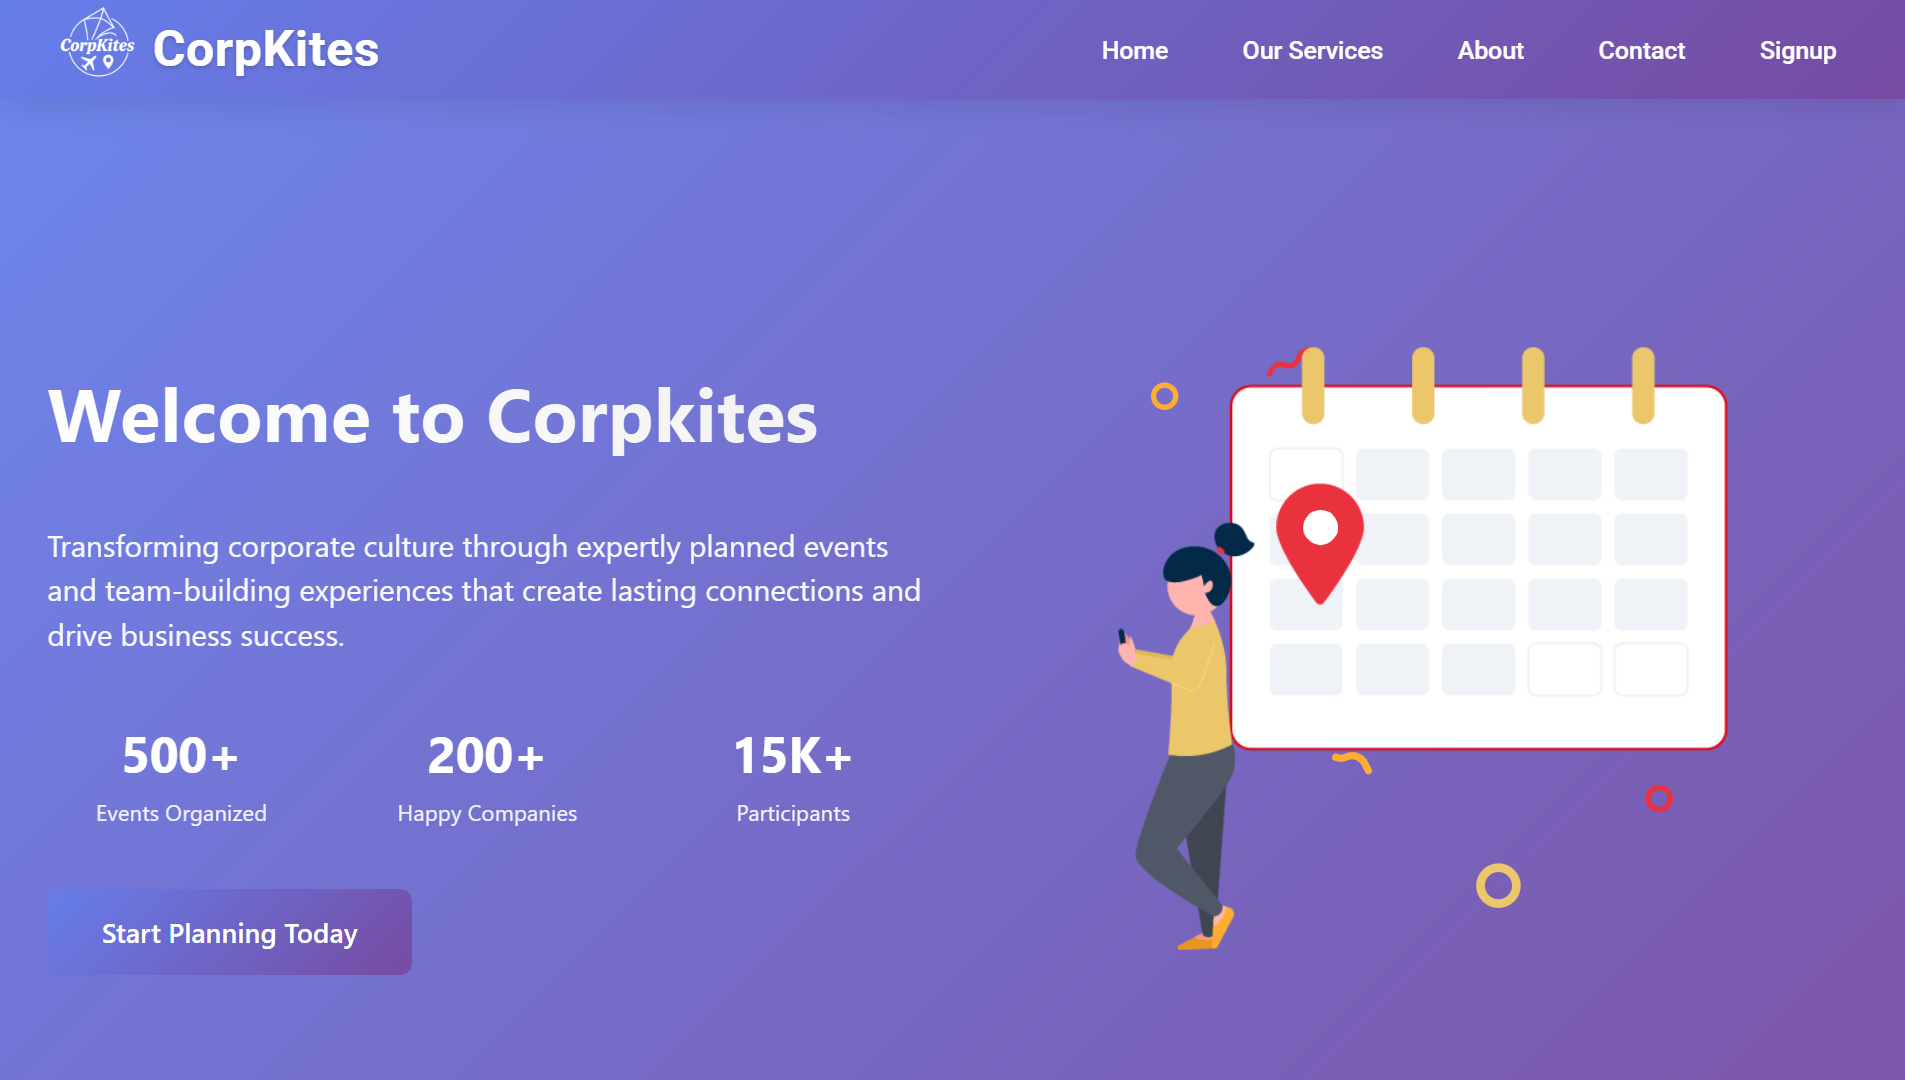 CorpKites
CorpKites
Home
Our Services
About
Contact
Signup
Welcome to Corpkites
Transforming corporate culture through expertly planned events
and team-building experiences that create lasting connections and
drive business success.
500+
200+
15K+
Events Organized
Happy Companies
Participants
Start Planning Today